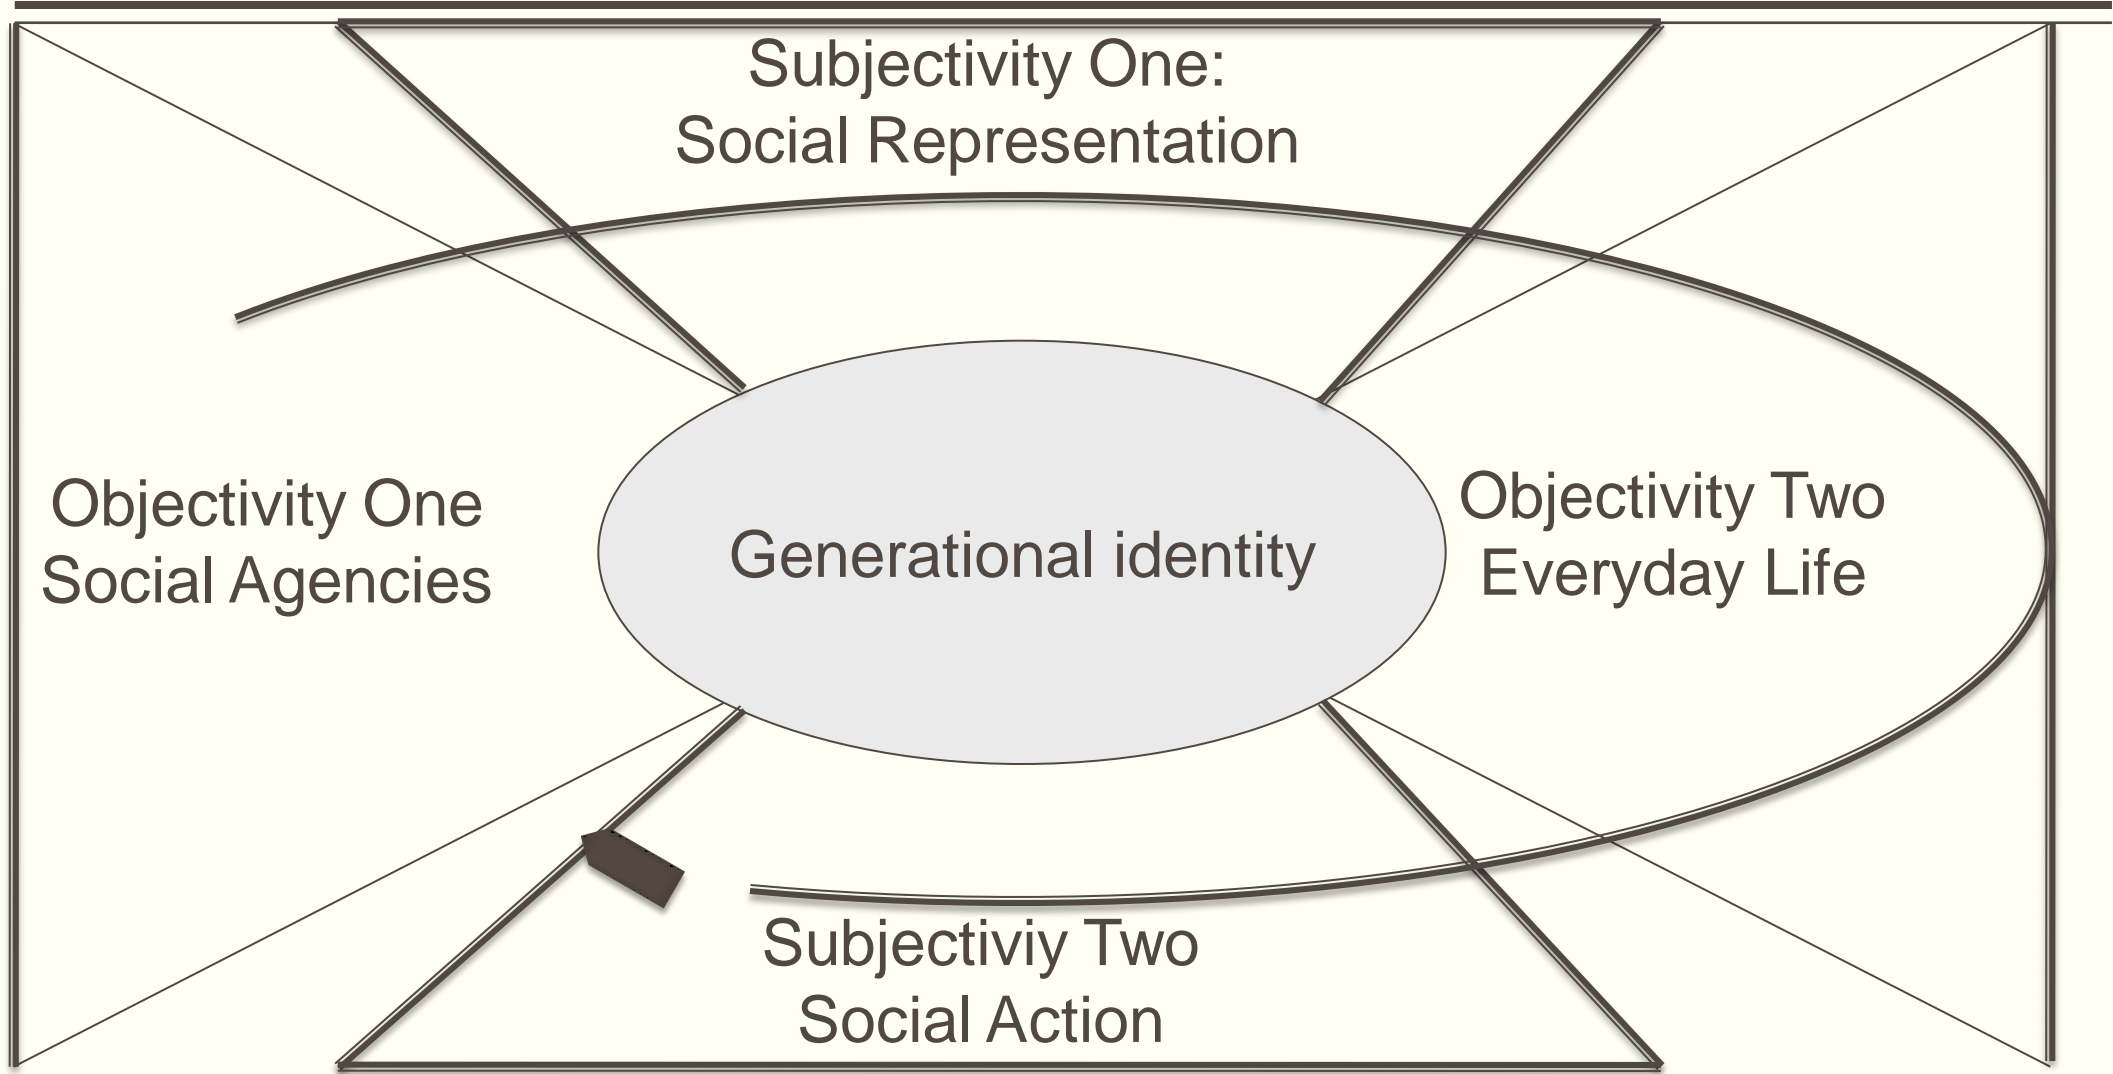 Subjectivity One:
Social Representation
Objectivity One
Social Agencies
Generational identity
Objectivity Two
Everyday Life
Subjectiviy Two
Social Action